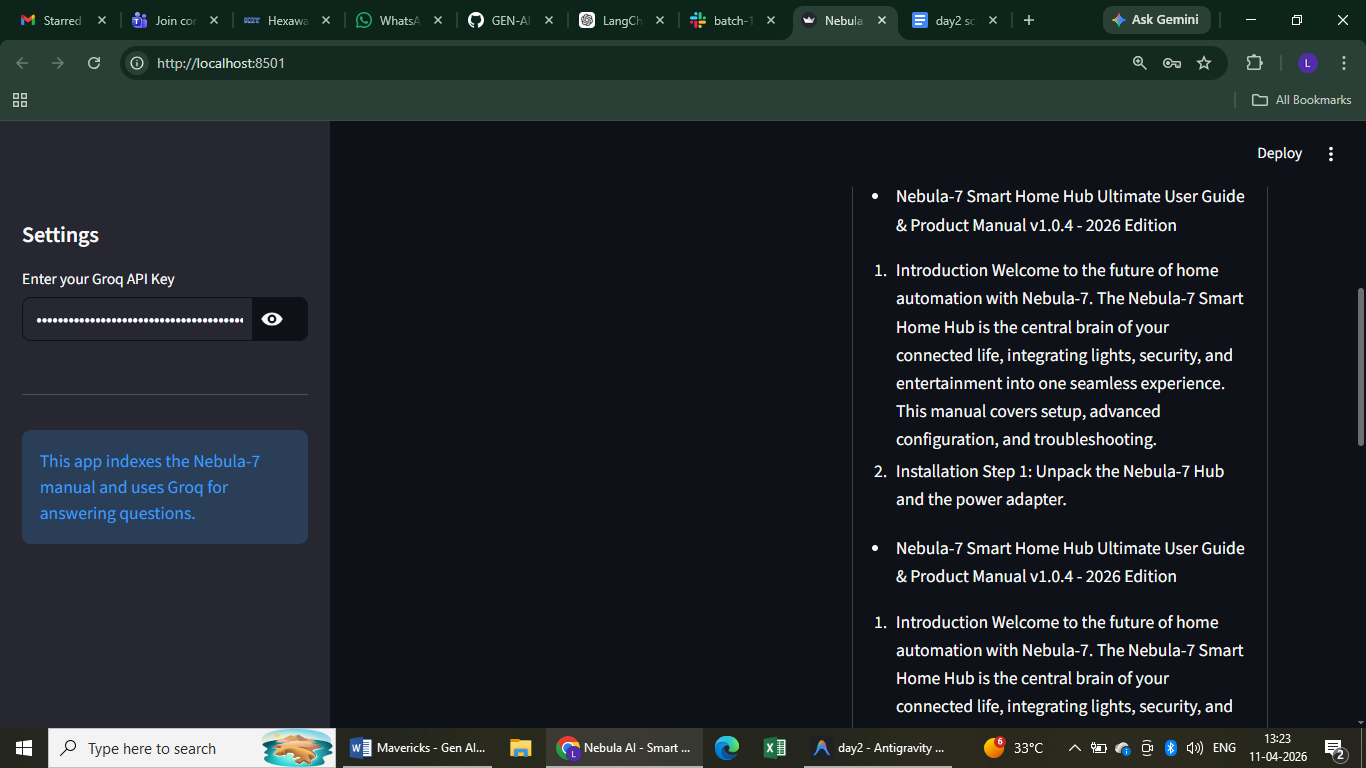 Starred
Join cor
Hexawa
WhatsA
GEN-AI
LangCh
batch-1
Nebula
day2 sc
Ask Gemini
http://localhost:8501
L
All Bookmarks
Deploy
Settings
Enter your Groq API Key
This app indexes the Nebula-7
manual and uses Groq for
answering questions.
• Nebula-7 Smart Home Hub Ultimate User Guide
& Product Manual v1.0.4 - 2026 Edition
1. Introduction Welcome to the future of home
automation with Nebula-7. The Nebula-7 Smart
Home Hub is the central brain of your
connected life, integrating lights, security, and
entertainment into one seamless experience.
This manual covers setup, advanced
configuration, and troubleshooting.
2. Installation Step 1: Unpack the Nebula-7 Hub
and the power adapter.
• Nebula-7 Smart Home Hub Ultimate User Guide
& Product Manual v1.0.4 - 2026 Edition
1. Introduction Welcome to the future of home
automation with Nebula-7. The Nebula-7 Smart
Home Hub is the central brain of your
connected life, integrating lights, security, and
Type here to search
Mavericks - Gen Al...
Nebula AI - Smart ...
day2 - Antigravity ...
6
33°C
ENG
13:23
11-04-2026
2